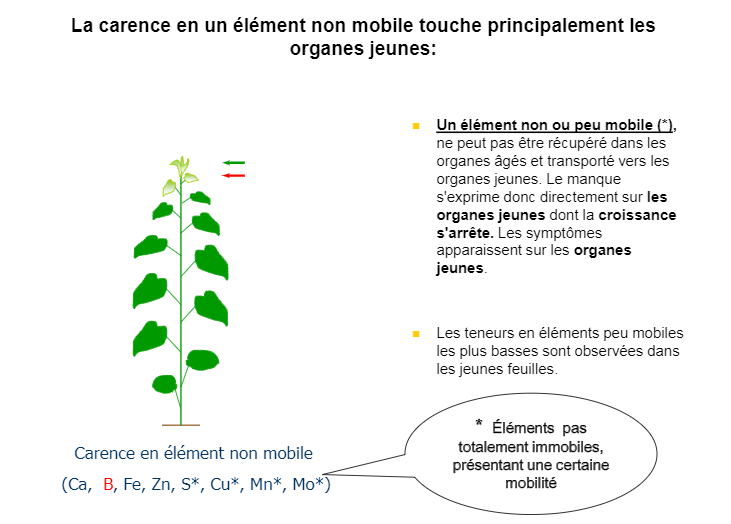 La carence en un élément non mobile touche principalement les
organes jeunes:
Un élément non ou peu mobile (*),
ne peut pas être récupéré dans les
organes âgés et transporté vers les
organes jeunes. Le manque
s'exprime donc directement sur les
organes jeunes dont la croissance
s'arrête. Les symptômes
apparaissent sur les organes
jeunes.
Les teneurs en éléments peu mobiles
les plus basses sont observées dans
les jeunes feuilles.
* Éléments pas
totalement immobiles,
présentant une certaine
mobilité
Carence en élément non mobile
(Ca, B, Fe, Zn, S*, Cu*, Mn*, Mo*)